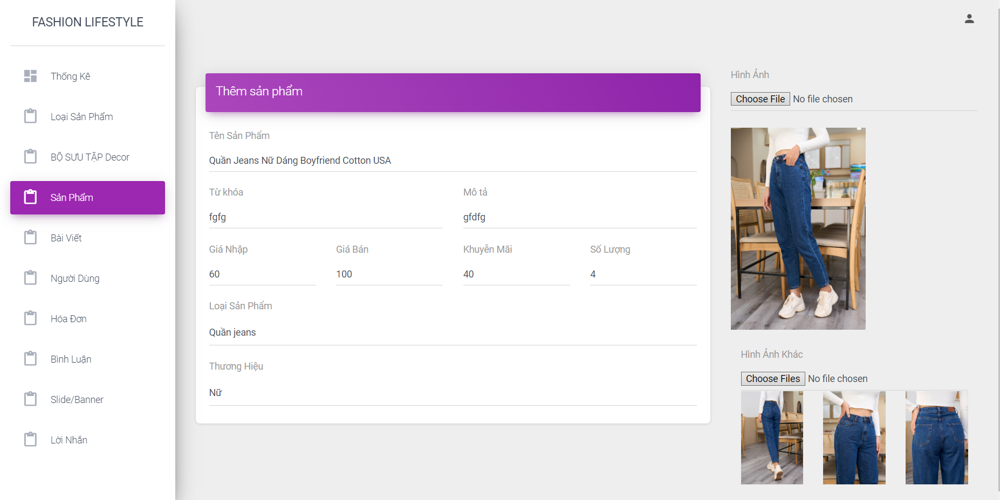 FASHION LIFESTYLE
Thống Kê
Loại Sản Phẩm
BỘ SƯU TẬP Decor
Sản Phẩm
Bài Viết
Người Dùng
Hóa Đơn
Bình Luận
Slide/Banner
Lời Nhắn
Thêm sản phẩm
Tên Sản Phẩm
Quần Jeans Nữ Dáng Boyfriend Cotton USA
Từ khóa
Mô tả
fgfg
gfdfg
Giá Nhập
Giá Bán
Khuyễn Mãi
Số Lượng
60
100
40
4
Loại Sản Phẩm
Quần jeans
Thương Hiệu
Nữ
Hình Ảnh
Choose File No file chosen
Hình Ảnh Khác
Choose Files No file chosen